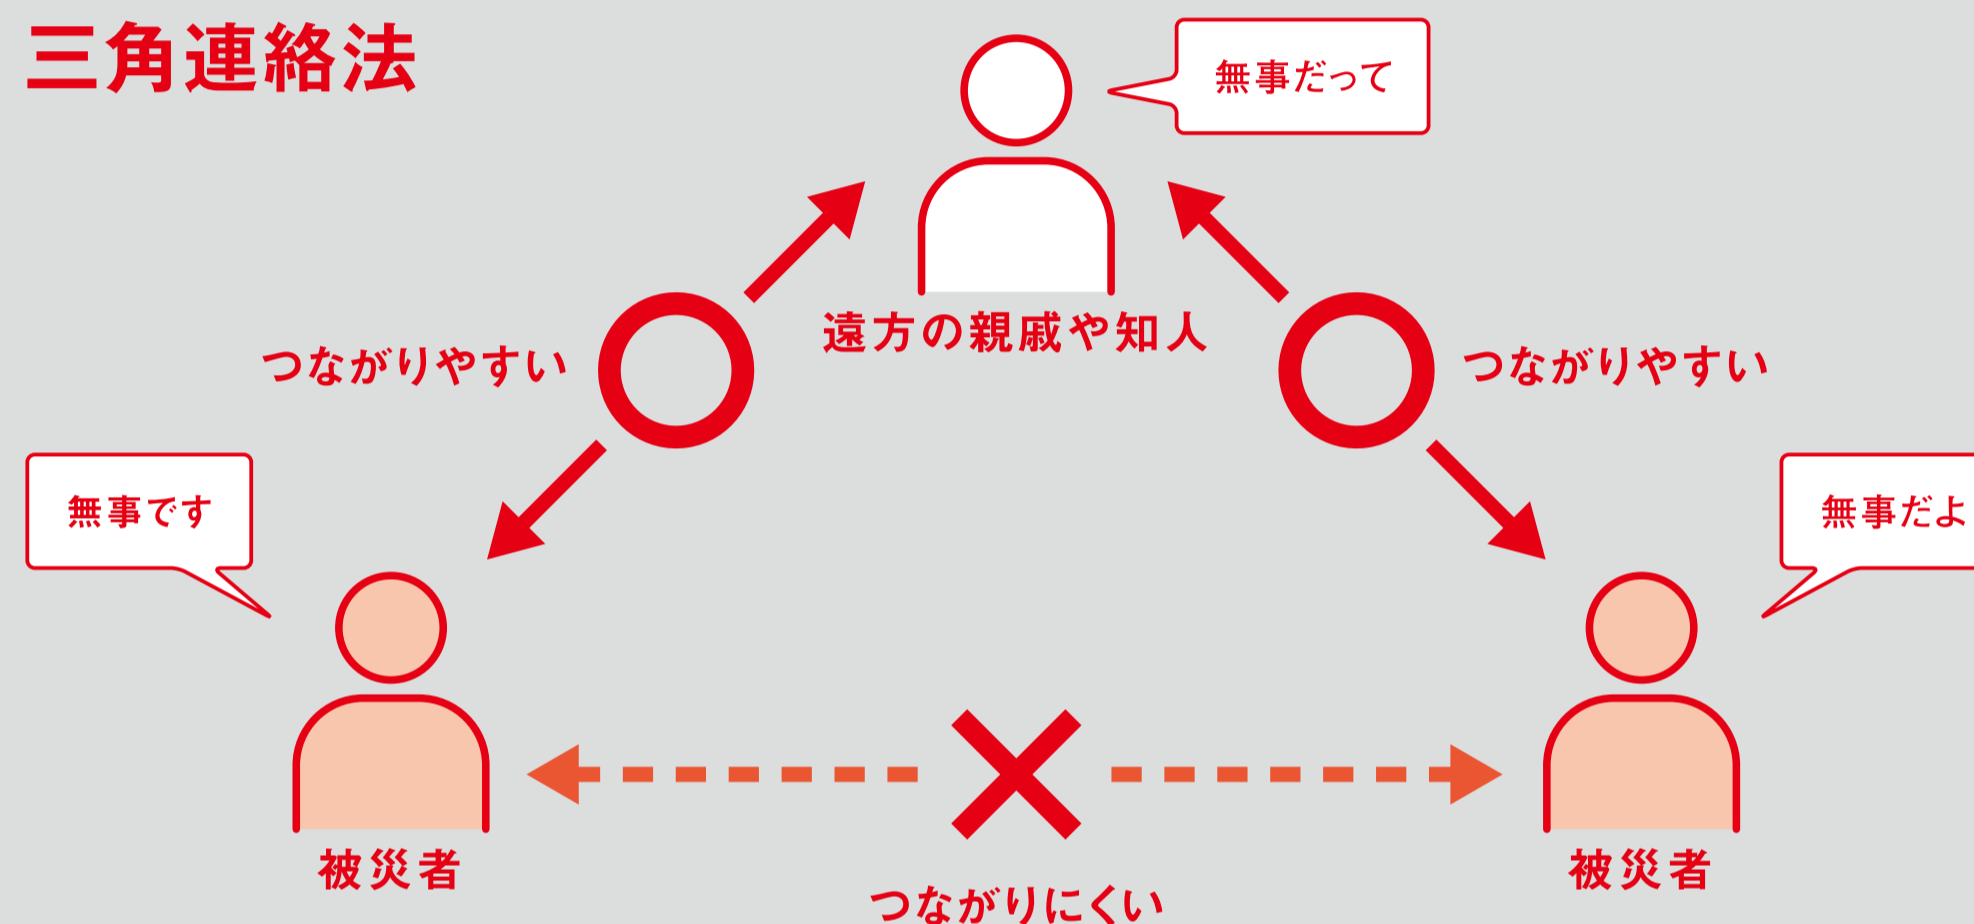 三角連絡法
無事だって
遠方の親戚や知人
つながりやすい
つながりやすい
無事です
無事だよ
被災者
被災者
つながりにくい